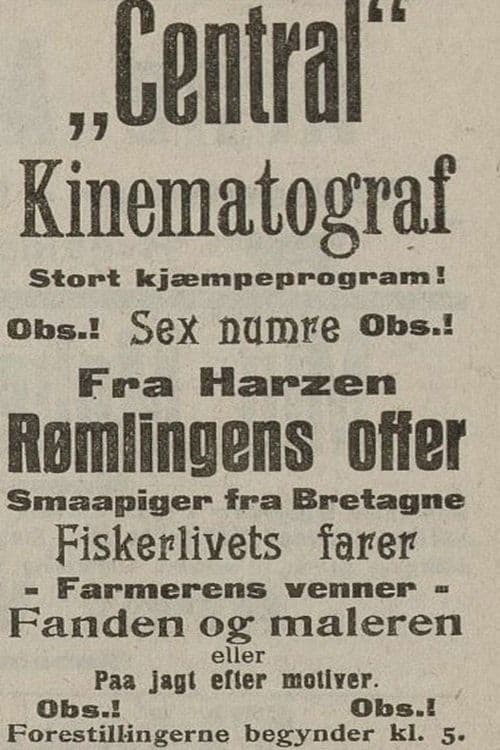 „Central“
Kinematograf
Stort kjæmpeprogram!
Obs.! Sex numre Obs.!
Fra Harzen
Rømlingens offer
Smaapiger fra Bretagne
Fiskerlivets farer
- Farmerens venner -
Fanden og maleren
eller
Paa jagt efter motiver.
Obs.! Obs.!
Forestillingerne begynder kl. 5.